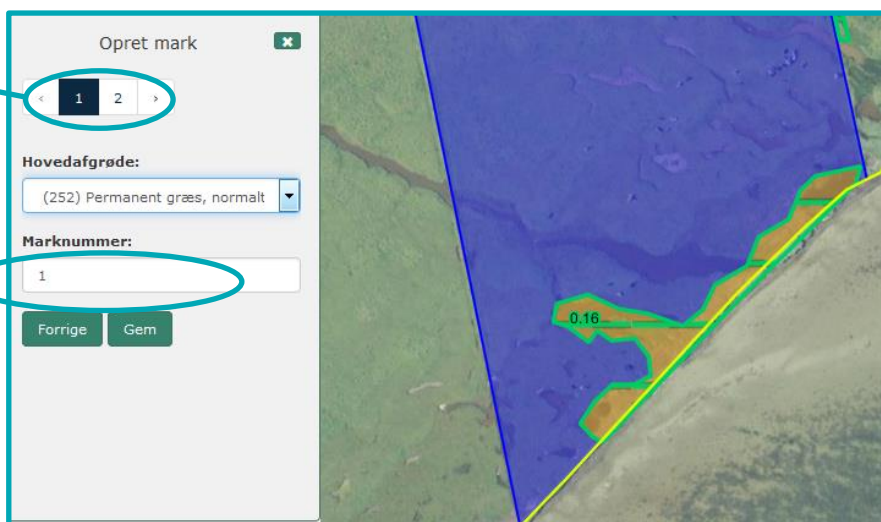 Opret mark
‹ 1 2 ›
Hovedafgrøde:
(252) Permanent græs, normalt
Marknummer:
1
Forrige Gem
0.16